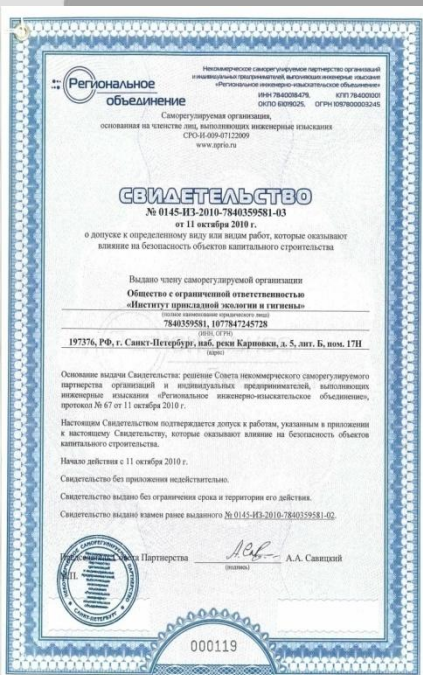 Региональное
объединение
Некоммерческое саморегулируемое партнерство организаций
и индивидуальных предпринимателей, выполняющих инженерные изыскания
«Региональное инженерно-изыскательское объединение»
ИНН 7840018479, КПП 784001001
ОКПО 61019025, ОГРН 1097800003245
Саморегулируемая организация,
основанная на членстве лиц, выполняющих инженерные изыскания
СРО-И-009-07122009
www.nprio.ru
СВИДЕТЕЛЬСТВО
№ 0145-ИЗ-2010-7840359581-03
от 11 октября 2010 г.
о допуске к определенному виду или видам работ, которые оказывают
влияние на безопасность объектов капитального строительства
Выдано члену саморегулируемой организации
Общество с ограниченной ответственностью
«Институт прикладной экологии и гигиены»
(полное наименование юридического лица)
7840359581, 1077847245728
(ИНН, ОГРН)
197376, РФ, г. Санкт-Петербург, наб. реки Карповки, д. 5, лит. Б, пом. 17Н
(адрес)
Основание выдачи Свидетельства: решение Совета некоммерческого саморегулируемого
партнерства организаций и индивидуальных предпринимателей, выполняющих
инженерные изыскания «Региональное инженерно-изыскательское объединение»,
протокол № 67 от 11 октября 2010 г.
Настоящим Свидетельством подтверждается допуск к работам, указанным в приложении
к настоящему Свидетельству, которые оказывают влияние на безопасность объектов
капитального строительства.
Начало действия с 11 октября 2010 г.
Свидетельство без приложения недействительно.
Свидетельство выдано без ограничения срока и территории его действия.
Свидетельство выдано взамен ранее выданного № 0145-ИЗ-2010-7840359581-02.
Председатель Совета Партнерства
А.А. Савицкий
(подпись)
М.П.
САНКТ-ПЕТЕРБУРГ
000119